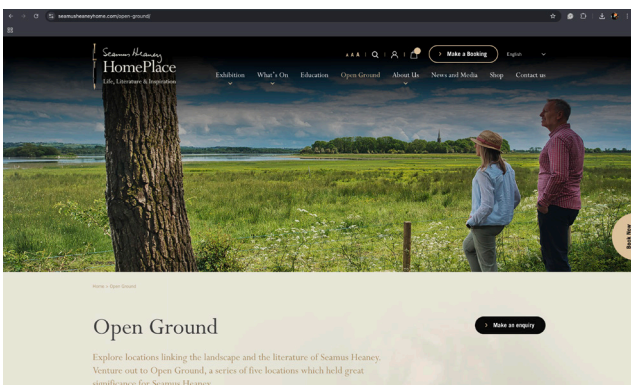 seamusheaneyhome.com/open-ground/
Seamus Heaney
HomePlace
Life, Literature & Inspiration
A A A
Make a Booking
English
Exhibition
What's On
Education
Open Ground
About Us
News and Media
Shop
Contact us
Book Now
Home > Open Ground
Open Ground
> Make an enquiry
Explore locations linking the landscape and the literature of Seamus Heaney.
Venture out to Open Ground, a series of five locations which held great
significance for Seamus Heaney